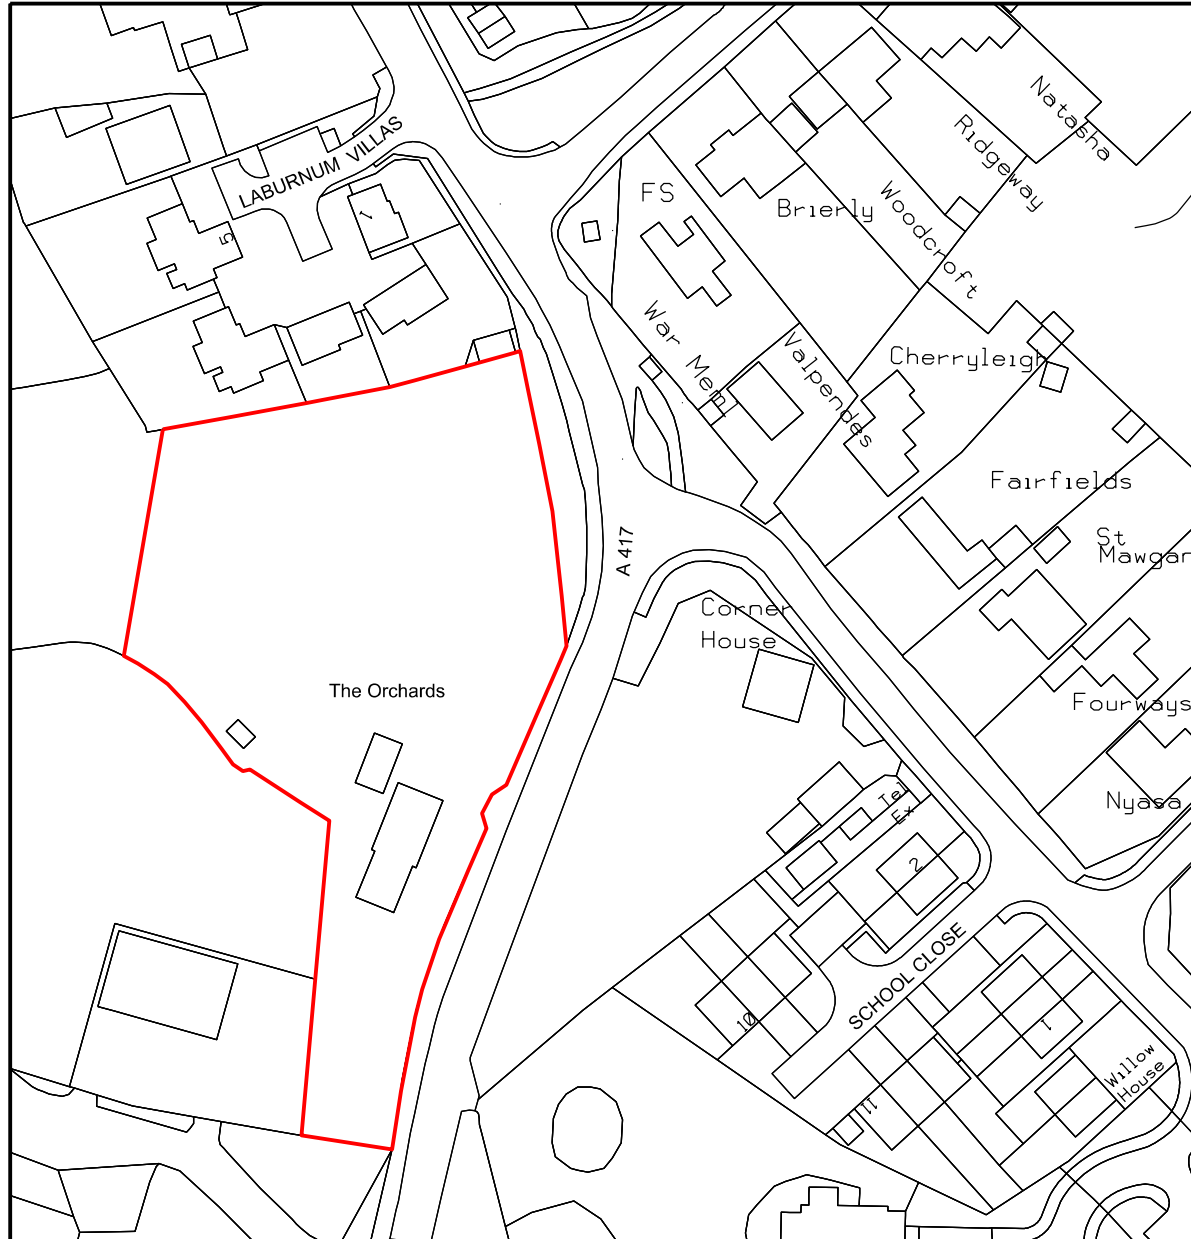 Natasha
Ridgeway
LABURNUM VILLAS
FS
Brierly
Woodcroft
1
5
War Meml
Valpendes
Cherryleigh
Fairfields
St
Mawgan
A 417
Corner
House
The Orchards
Fourways
Tel
Ex
Nyasa
2
SCHOOL CLOSE
10
1
Willow
House
11